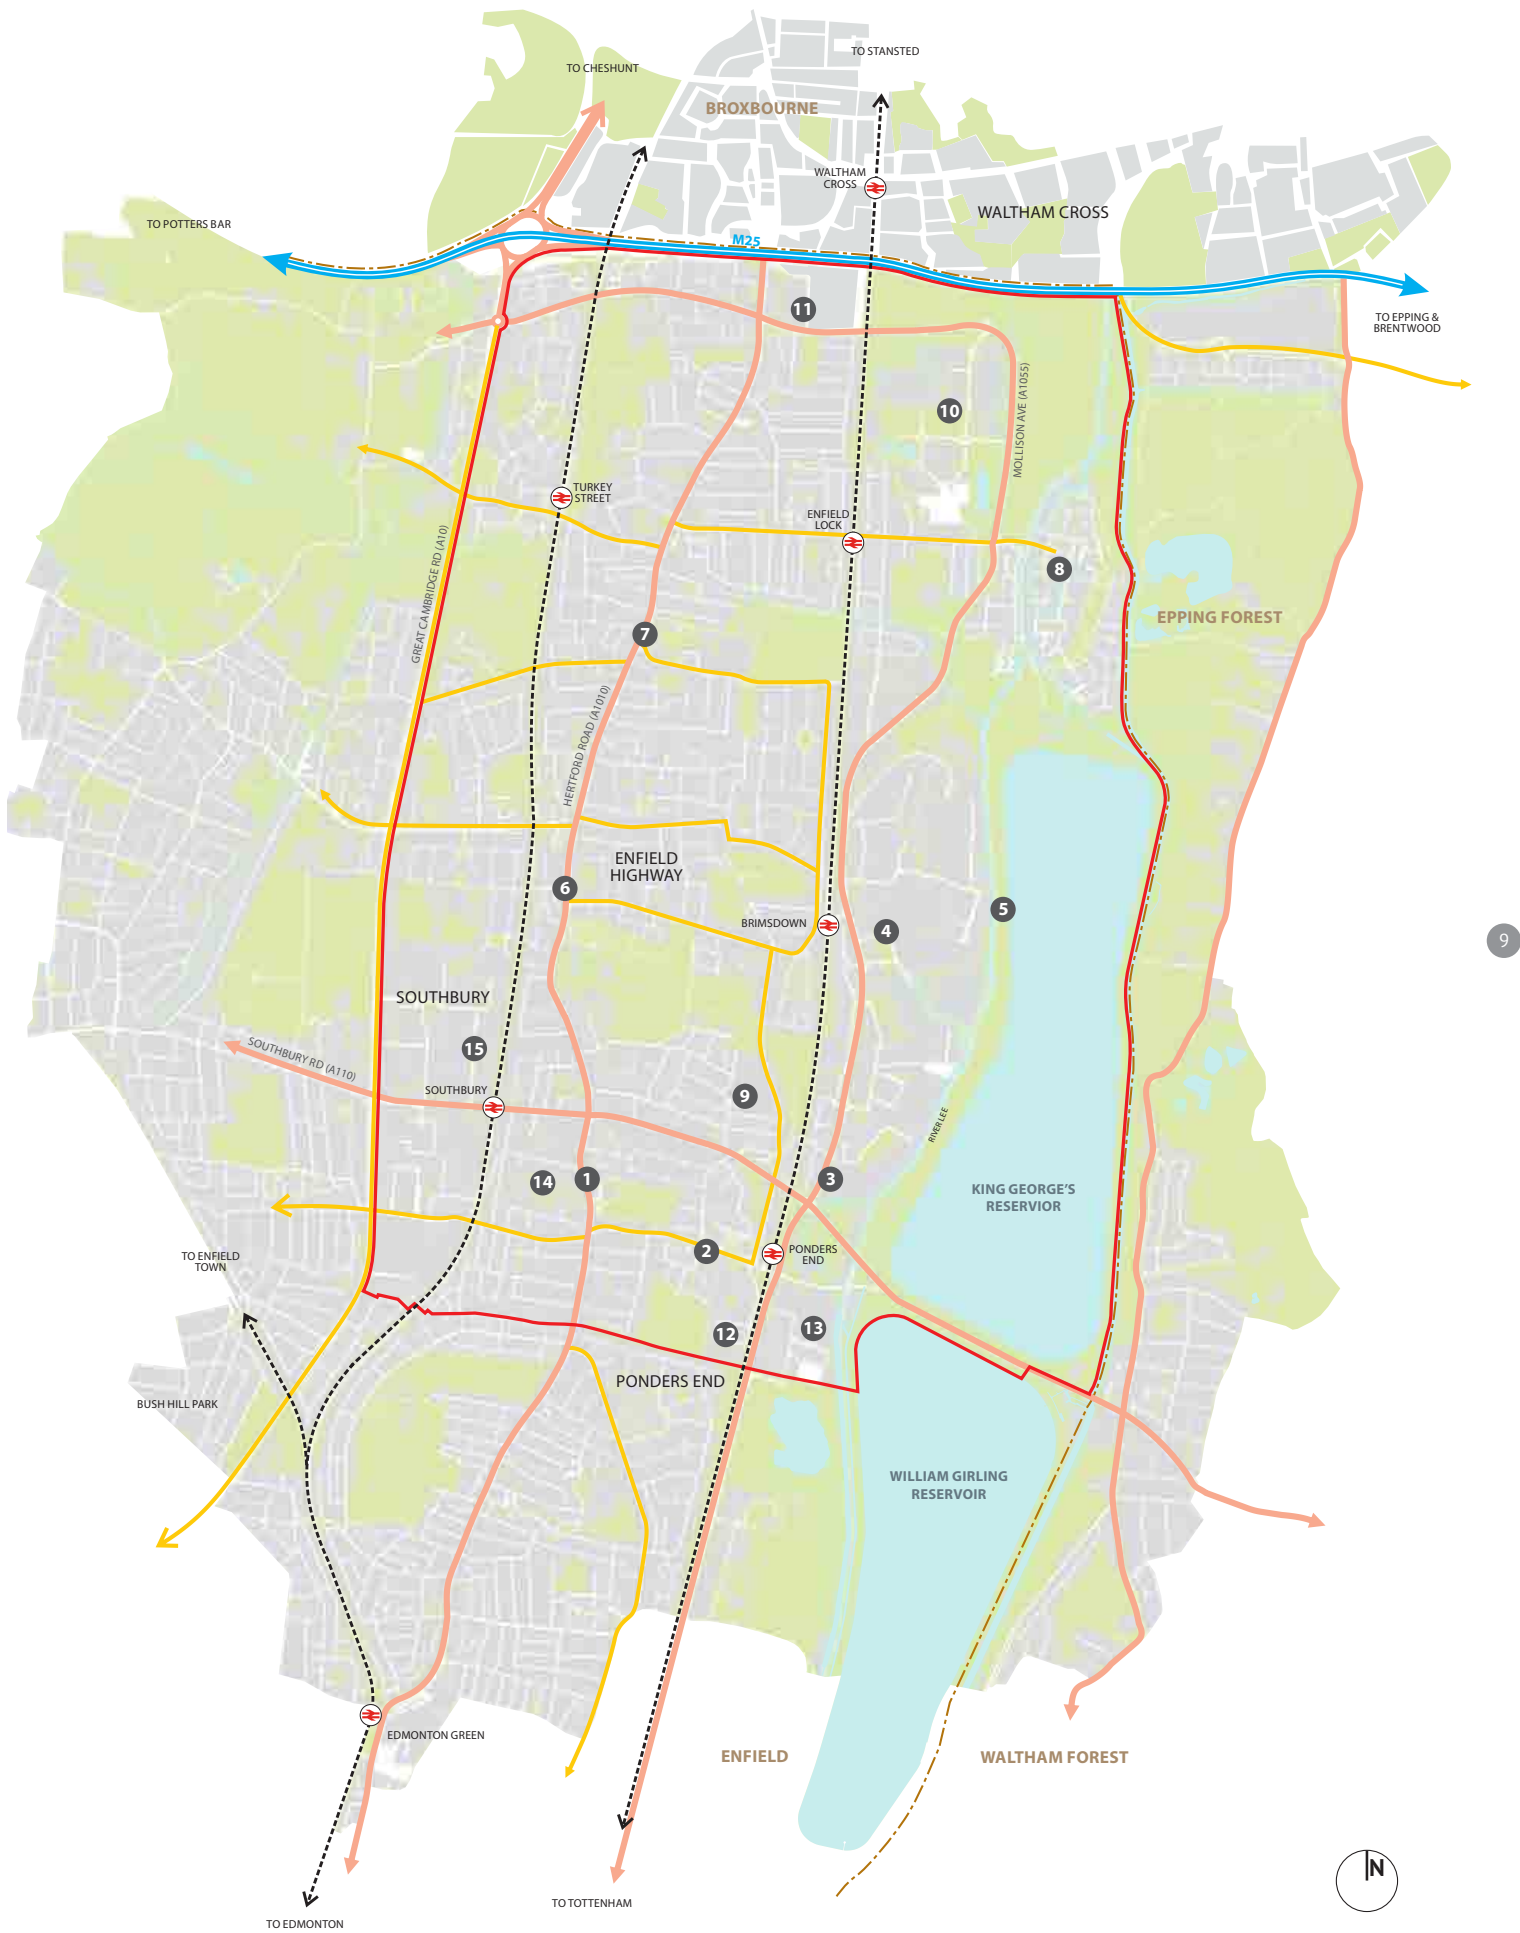 TO STANSTED
TO CHESHUNT
BROXBOURNE
WALTHAM
CROSS
WALTHAM CROSS
TO POTTERS BAR
M25
11
TO EPPING &
BRENTWOOD
10
MOLLISON AVE (A1055)
TURKEY
STREET
ENFIELD
LOCK
GREAT CAMBRIDGE RD (A10)
8
EPPING FOREST
7
HERTFORD ROAD (A1010)
ENFIELD
HIGHWAY
6
BRIMSDOWN
4
5
9
SOUTHBURY
15
SOUTHBURY RD (A110)
SOUTHBURY
9
RIVER LEE
14
1
3
KING GEORGE'S
RESERVIOR
2
PONDERS
END
TO ENFIELD
TOWN
12
13
PONDERS END
BUSH HILL PARK
WILLIAM GIRLING
RESERVOIR
EDMONTON GREEN
ENFIELD
WALTHAM FOREST
N
TO TOTTENHAM
TO EDMONTON